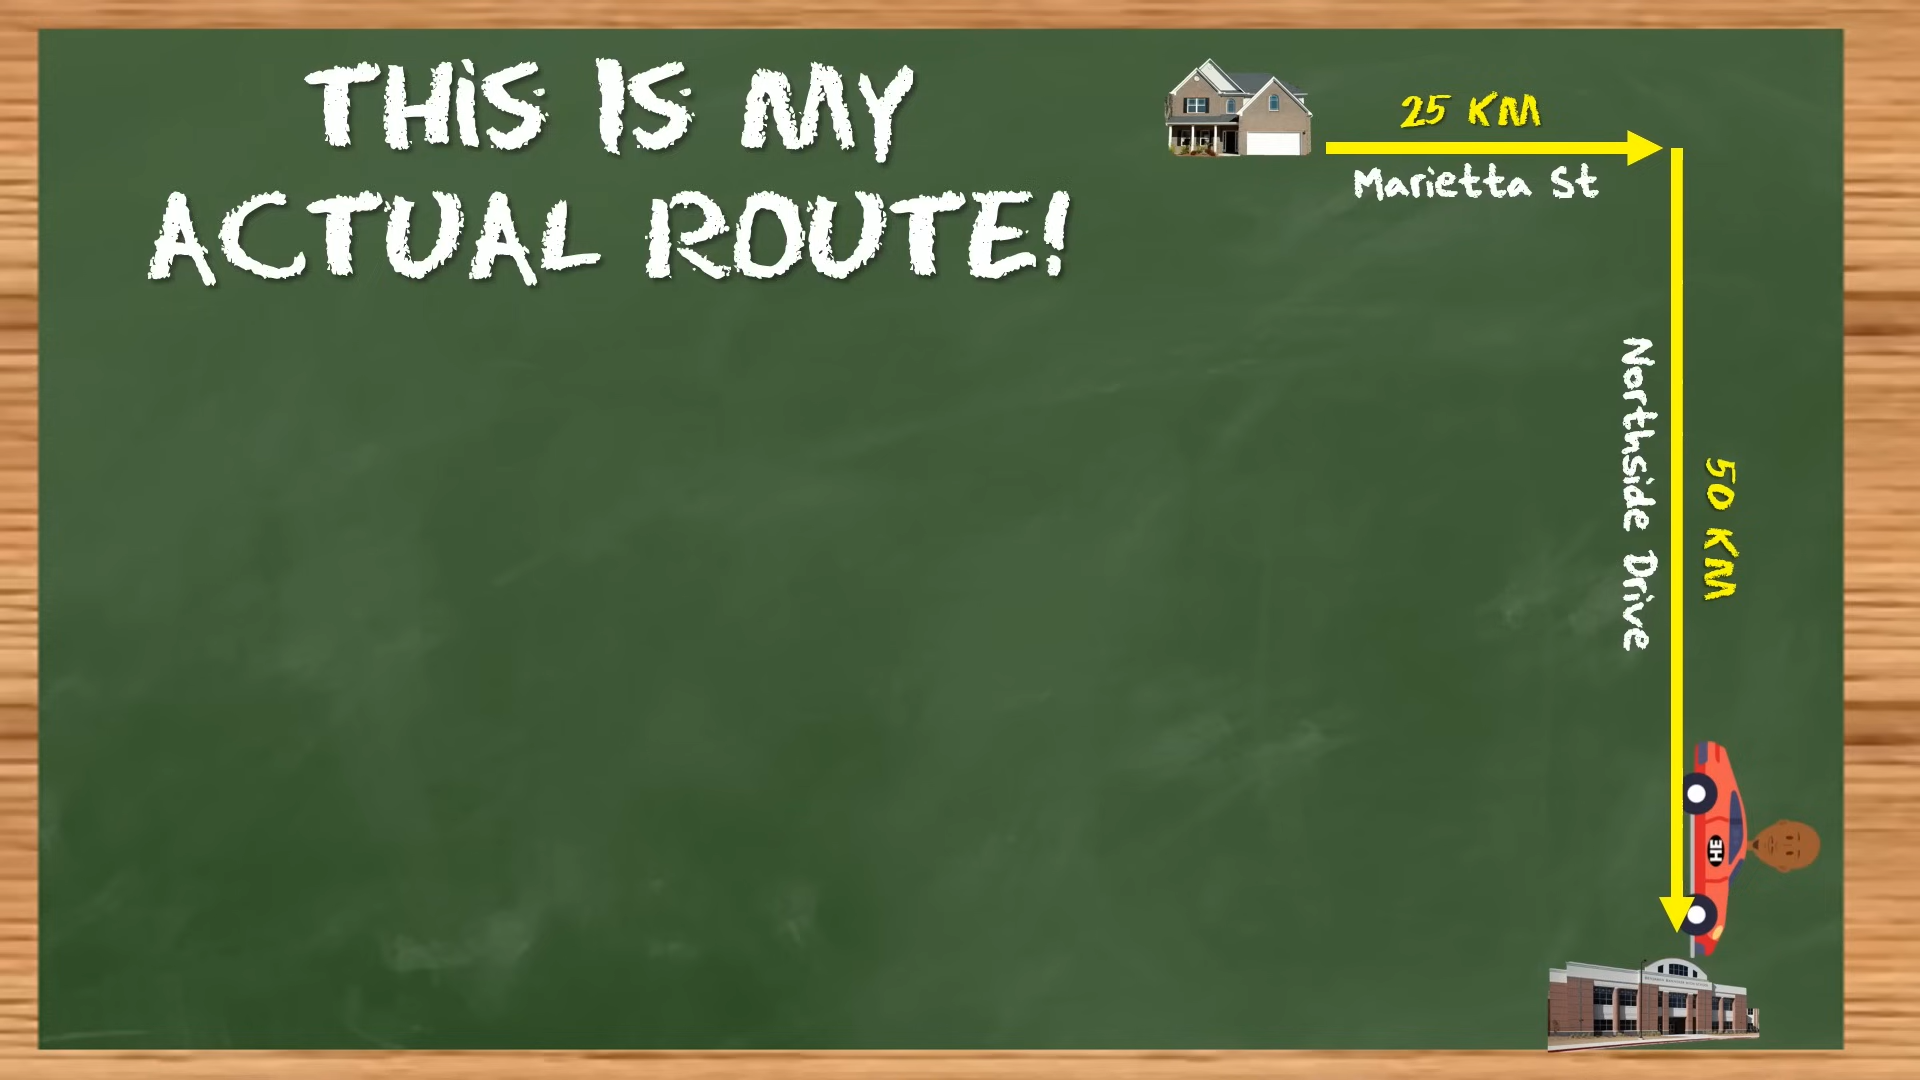 THIS IS MY
ACTUAL ROUTE!
25 KM
Marietta St
Northside Drive
50 KM
HE